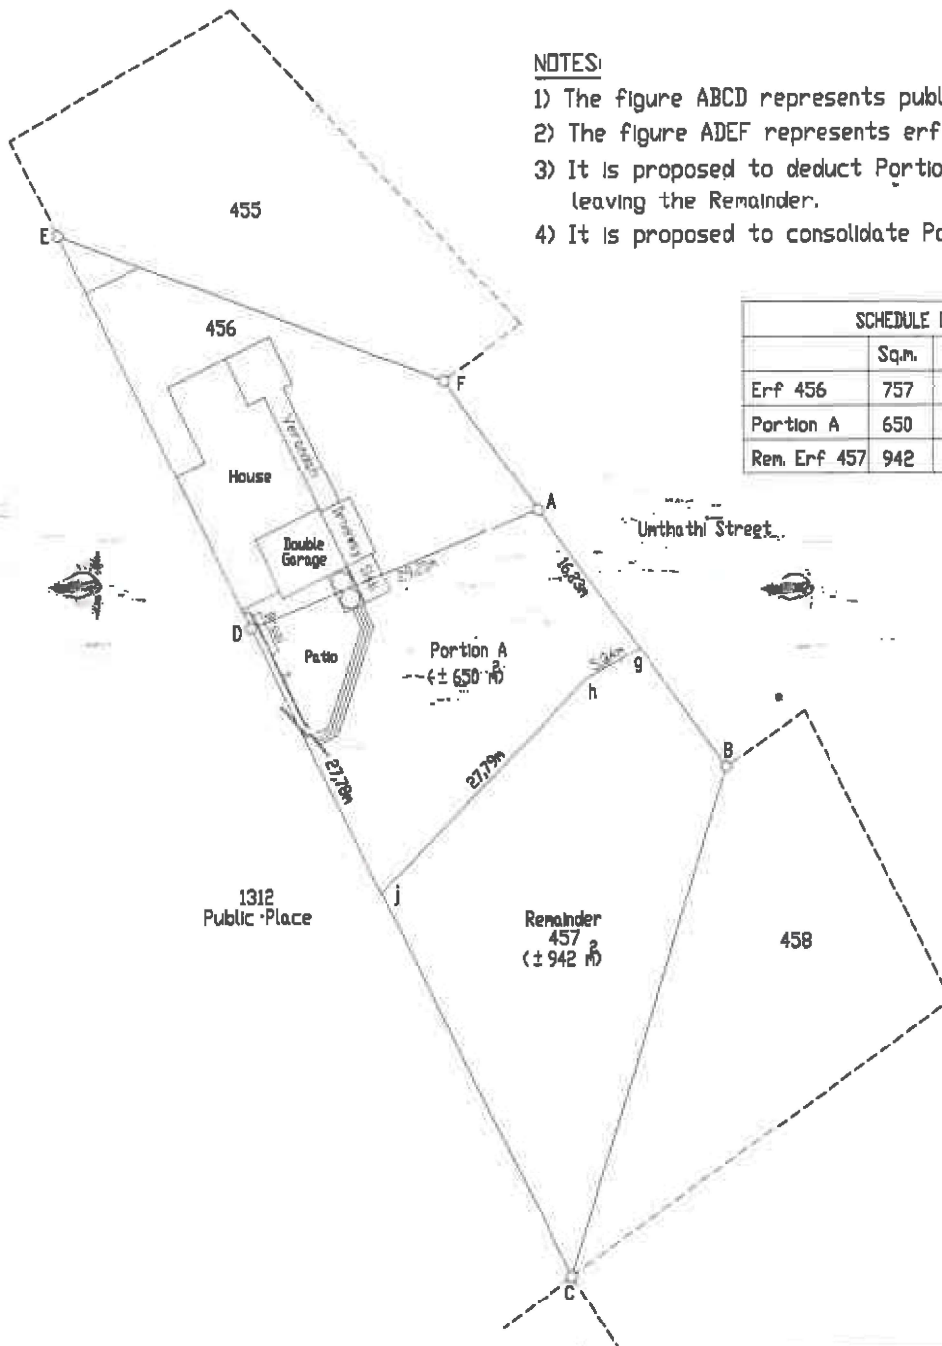 NOTES:
1) The figure ABCD represents publ
2) The figure ADEF represents erf
3) It is proposed to deduct Portio
leaving the Remainder.
4) It is proposed to consolidate Po
455
E
SCHEDULE
456
Sq.m.
F
Erf 456 757
Portion A 650
Rem. Erf 457 942
Verandah
House
A
Umthathi Street
Double
Garage
16,23m
D
Patio
Portion A
(± 650 m²)
g
h
B
27,78m
27,79m
j
1312
Public Place
Remainder
457
(± 942 m²)
458
C